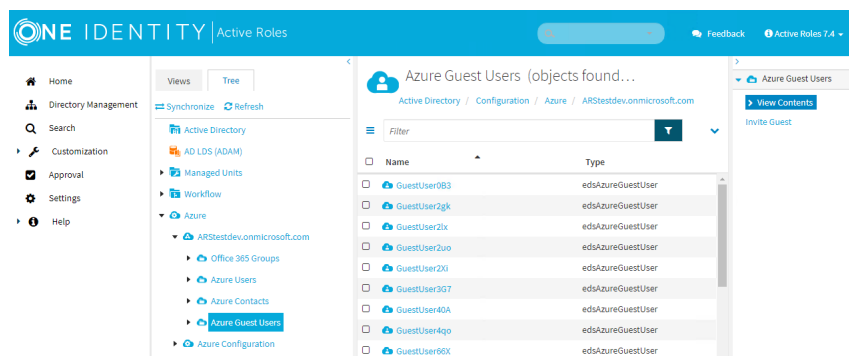 ONE IDENTITY | Active Roles
Feedback
Active Roles 7.4
Home
Directory Management
Search
Customization
Approval
Settings
Help
Views
Tree
Synchronize
Refresh
Active Directory
AD LDS (ADAM)
Managed Units
Workflow
Azure
ARStestdev.onmicrosoft.com
Office 365 Groups
Azure Users
Azure Contacts
Azure Guest Users
Azure Configuration
Azure Guest Users (objects found...
Active Directory / Configuration / Azure / ARStestdev.onmicrosoft.com
Filter
Name Type
GuestUser0B3 edsAzureGuestUser
GuestUser2gk edsAzureGuestUser
GuestUser2lx edsAzureGuestUser
GuestUser2uo edsAzureGuestUser
GuestUser2Xi edsAzureGuestUser
GuestUser3G7 edsAzureGuestUser
GuestUser40A edsAzureGuestUser
GuestUser4qo edsAzureGuestUser
GuestUser66X edsAzureGuestUser
Azure Guest Users
View Contents
Invite Guest